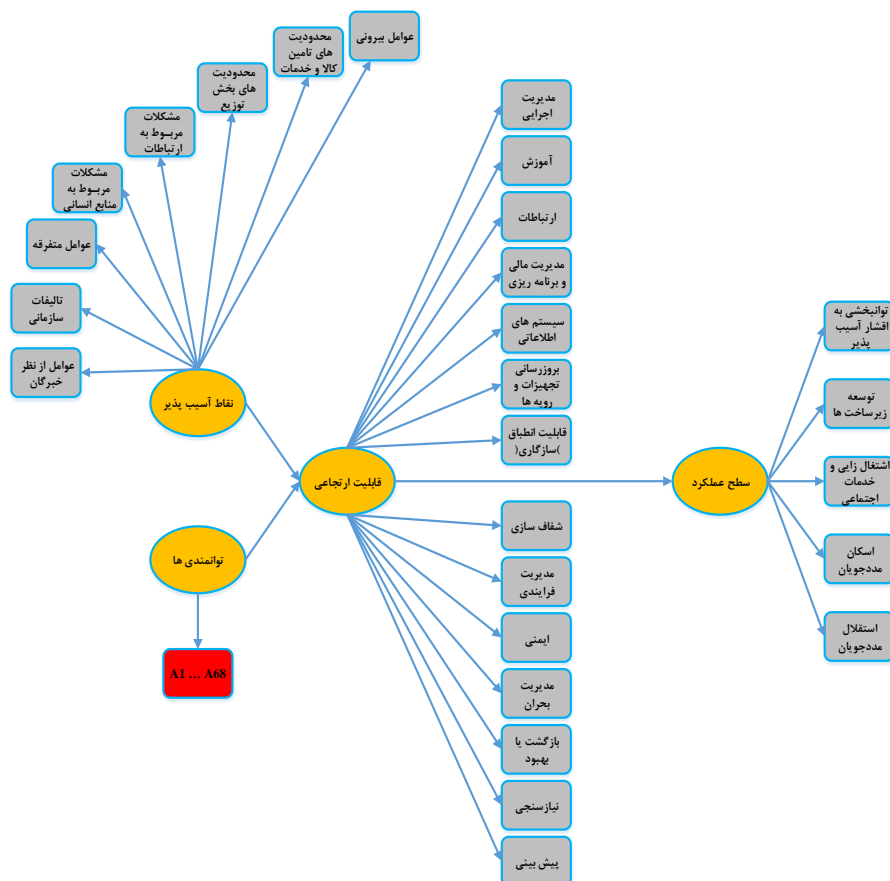 عوامل بیرونی
محدودیت
های تامین
کالا و خدمات
محدودیت
های بخش
توزیع
مشکلات
مربـوط به
ارتباطات
مشکلات
مربـوط به
منابع انسانی
عوامل متفرقه
تالیفات
سازمانی
عوامل از نظر
خبرگان
نقاط آسیب پذیر
توانمندی ها
A1 ... A68
قابلیت ارتجاعی
مدیریت
اجرایی
آموزش
ارتباطات
مدیریت مالی
و برنامه ریزی
سیستم های
اطلاعاتی
بروزرسانی
تجهیزات و
رویه ها
قابلیت انطباق
)سازگاری(
شفاف سازی
مدیریت
فرایندی
ایمنی
مدیریت
بحران
بازگشت یا
بهبود
نیازسنجی
پیش بینی
سطح عملکرد
توانبخشی به
اقشار آسیب
پذیر
توسعه
زیرساخت ها
اشتغال زایی و
خدمات
اجتماعی
اسکان
مددجویان
استقلال
مددجویان